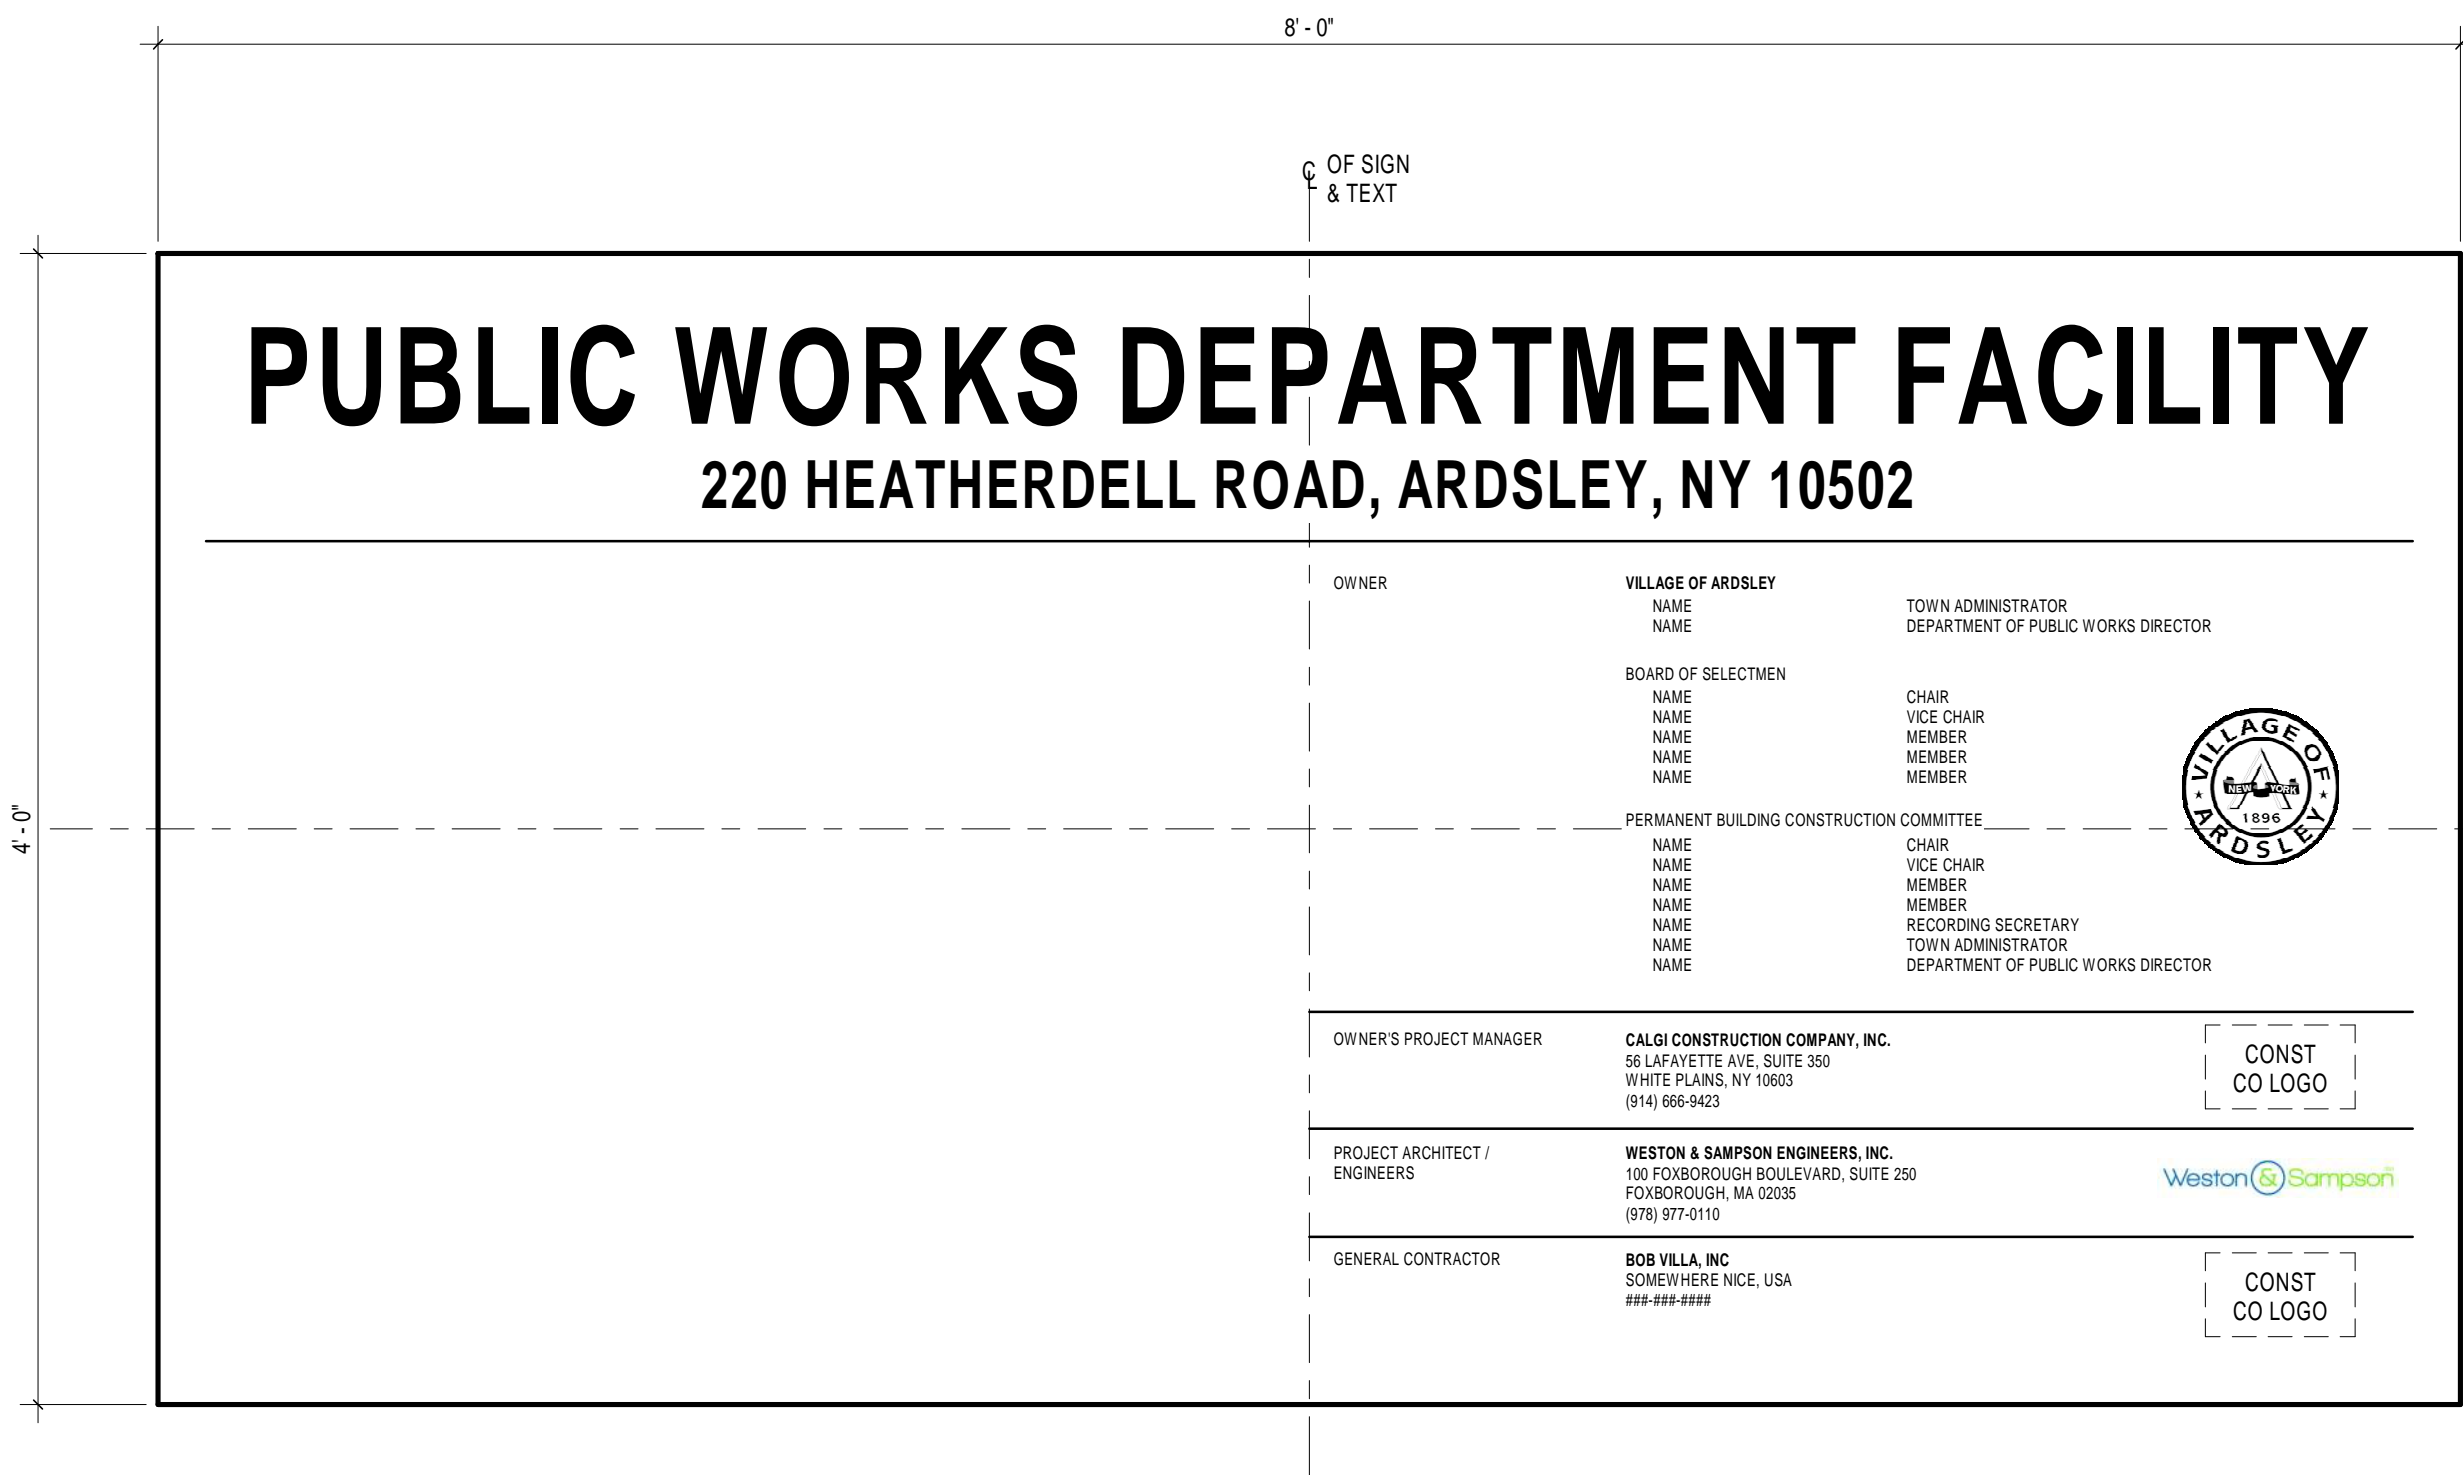 8' - 0"
℄ OF SIGN
& TEXT
PUBLIC WORKS DEPARTMENT FACILITY
220 HEATHERDELL ROAD, ARDSLEY, NY 10502
OWNER VILLAGE OF ARDSLEY
NAME TOWN ADMINISTRATOR
NAME DEPARTMENT OF PUBLIC WORKS DIRECTOR
BOARD OF SELECTMEN
NAME CHAIR
NAME VICE CHAIR
NAME MEMBER
NAME MEMBER
NAME MEMBER
VILLAGE OF
NEW YORK
1896
ARDSLEY
4' - 0"
PERMANENT BUILDING CONSTRUCTION COMMITTEE
NAME CHAIR
NAME VICE CHAIR
NAME MEMBER
NAME MEMBER
NAME RECORDING SECRETARY
NAME TOWN ADMINISTRATOR
NAME DEPARTMENT OF PUBLIC WORKS DIRECTOR
OWNER'S PROJECT MANAGER
CALGI CONSTRUCTION COMPANY, INC.
56 LAFAYETTE AVE, SUITE 350
WHITE PLAINS, NY 10603
(914) 666-9423
CONST
CO LOGO
PROJECT ARCHITECT /
ENGINEERS
WESTON & SAMPSON ENGINEERS, INC.
100 FOXBOROUGH BOULEVARD, SUITE 250
FOXBOROUGH, MA 02035
(978) 977-0110
Weston & Sampson
GENERAL CONTRACTOR
BOB VILLA, INC
SOMEWHERE NICE, USA
###-###-####
CONST
CO LOGO